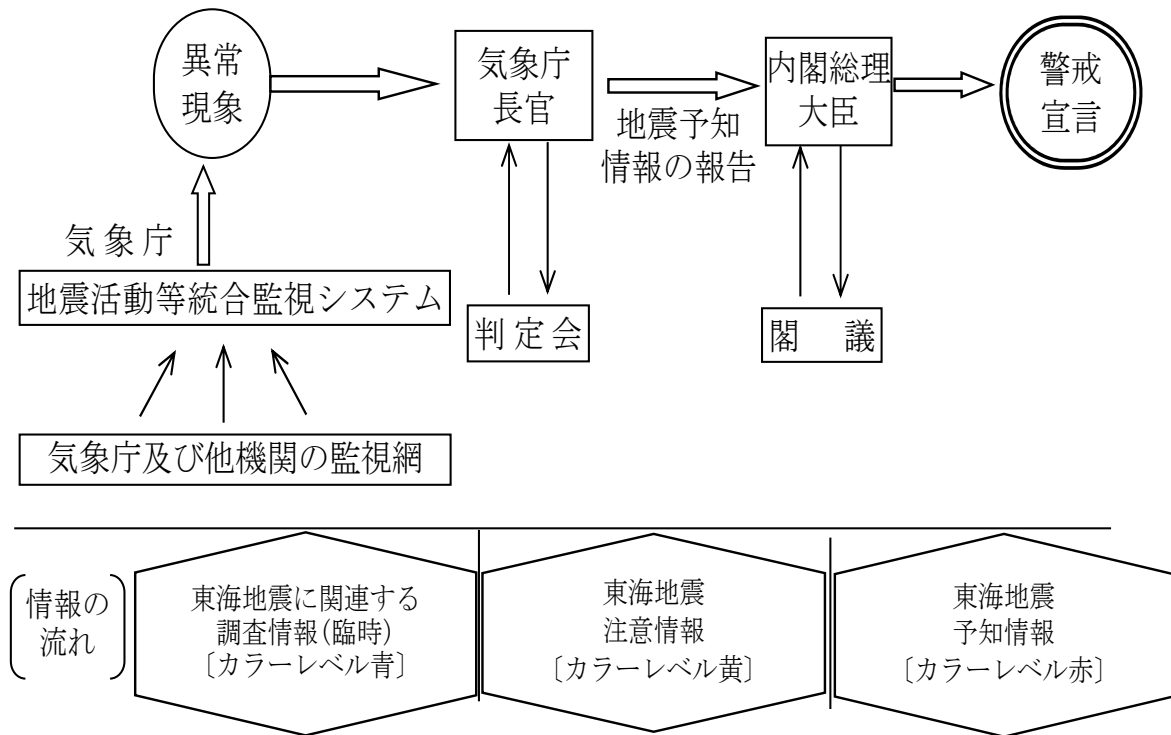 異常
現象
気象庁
長官
地震予知
情報の報告
内閣総理
大臣
警戒
宣言
気象庁
地震活動等統合監視システム
判定会
閣　議
気象庁及び他機関の監視網
情報の
流れ
東海地震に関連する
調査情報(臨時)
〔カラーレベル青〕
東海地震
注意情報
〔カラーレベル黄〕
東海地震
予知情報
〔カラーレベル赤〕